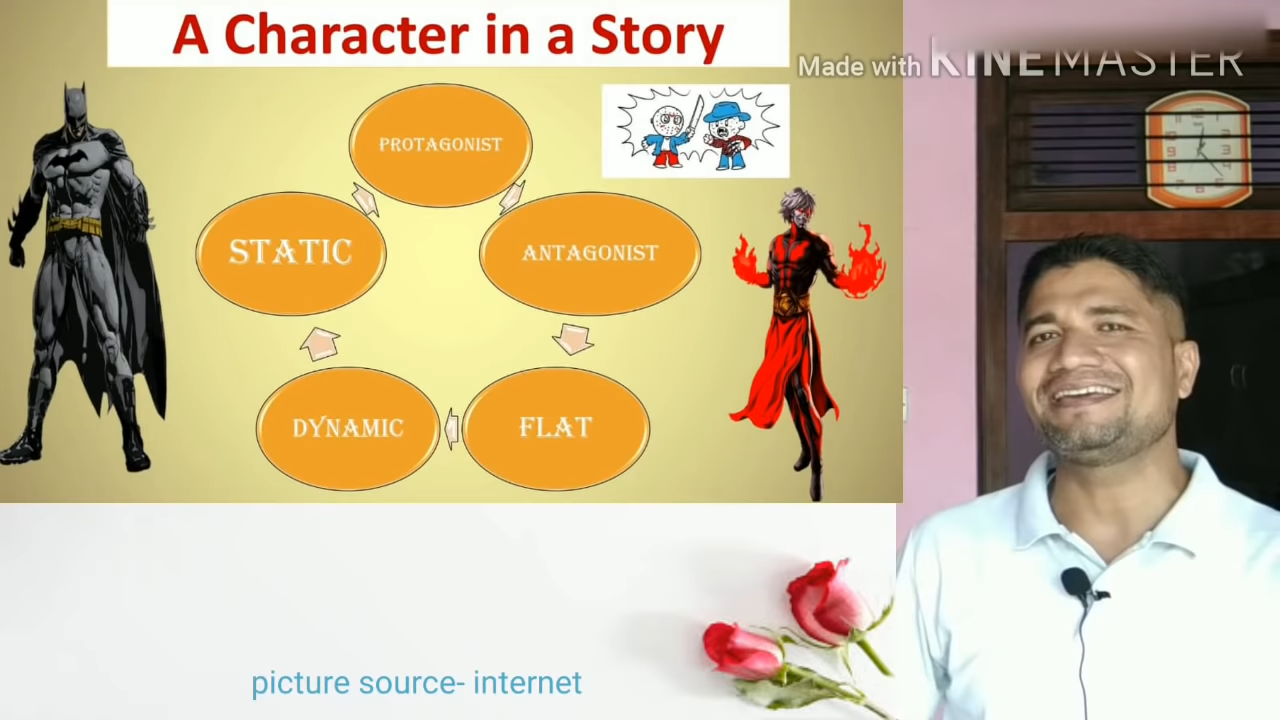 A Character in a Story
Made with KINEMASTER
PROTAGONIST
STATIC
ANTAGONIST
DYNAMIC
FLAT
picture source- internet